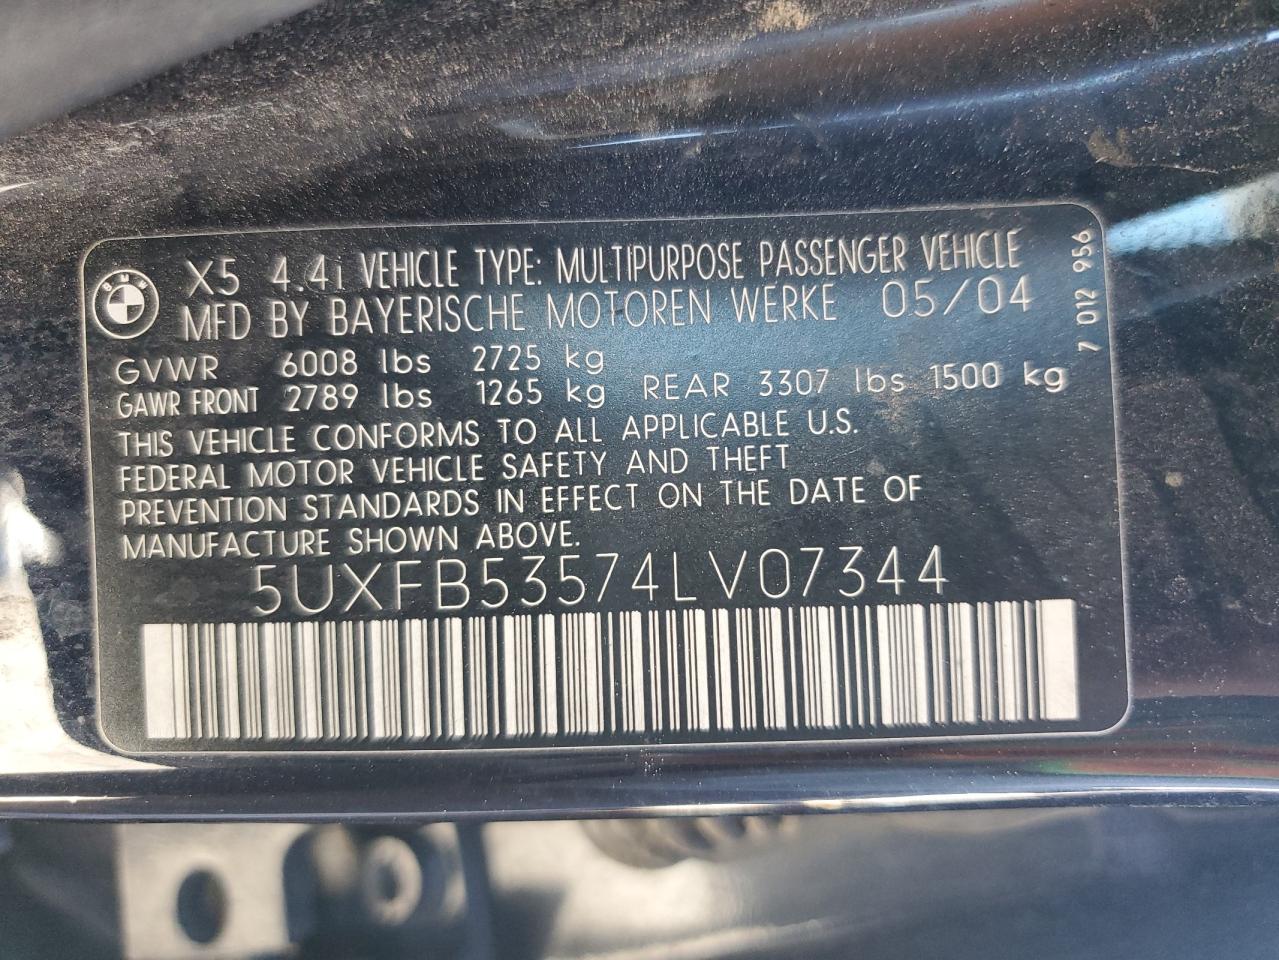 BMW
X5 4.4i VEHICLE TYPE: MULTIPURPOSE PASSENGER VEHICLE
MFD BY BAYERISCHE MOTOREN WERKE 05/04
GVWR 6008 lbs 2725 kg
GAWR FRONT 2789 lbs 1265 kg REAR 3307 lbs 1500 kg
THIS VEHICLE CONFORMS TO ALL APPLICABLE U.S.
FEDERAL MOTOR VEHICLE SAFETY AND THEFT
PREVENTION STANDARDS IN EFFECT ON THE DATE OF
MANUFACTURE SHOWN ABOVE.
5UXFB53574LV07344
7 012 956